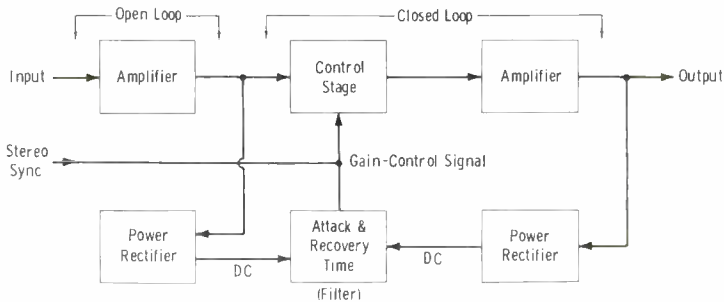 Open Loop
Closed Loop
Input
Amplifier
Control
Stage
Amplifier
Output
Stereo
Sync
Gain-Control Signal
Power
Rectifier
DC
Attack &
Recovery
Time
DC
Power
Rectifier
(Filter)